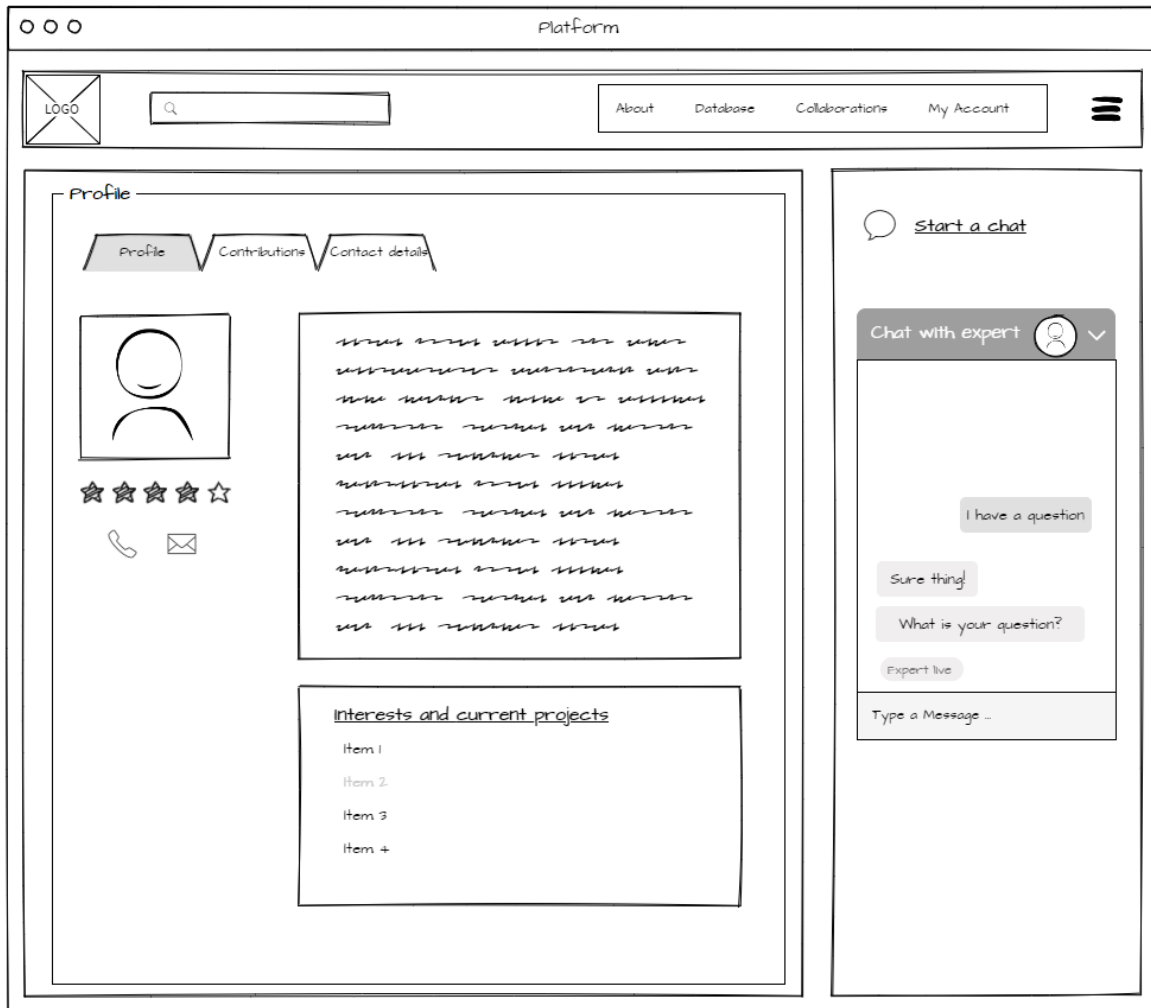 Platform
LOGO
About Database Collaborations My Account
Profile
Profile Contributions Contact details
Interests and current projects
Item 1
Item 2
Item 3
Item 4
Start a chat
Chat with expert
I have a question
Sure thing!
What is your question?
Expert live
Type a Message ...